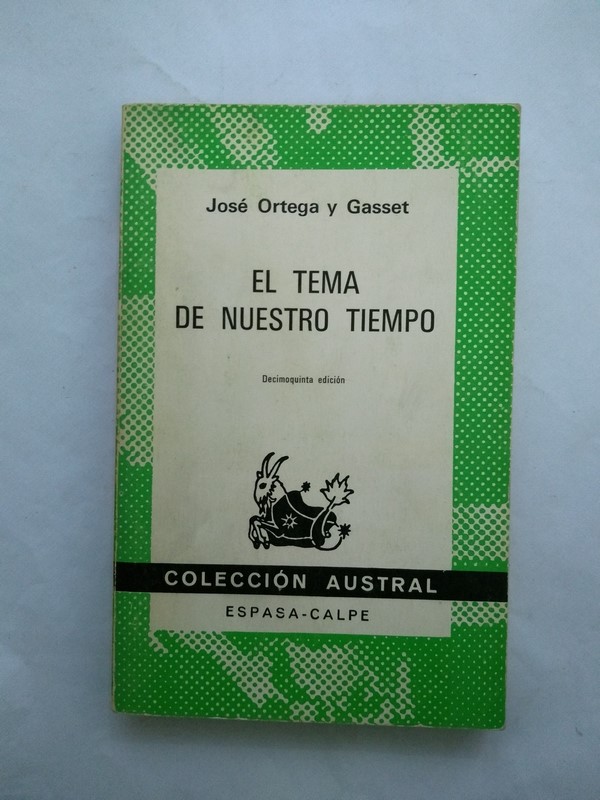 José Ortega y Gasset
EL TEMA
DE NUESTRO TIEMPO
Decimoquinta edición
COLECCIÓN AUSTRAL
ESPASA-CALPE